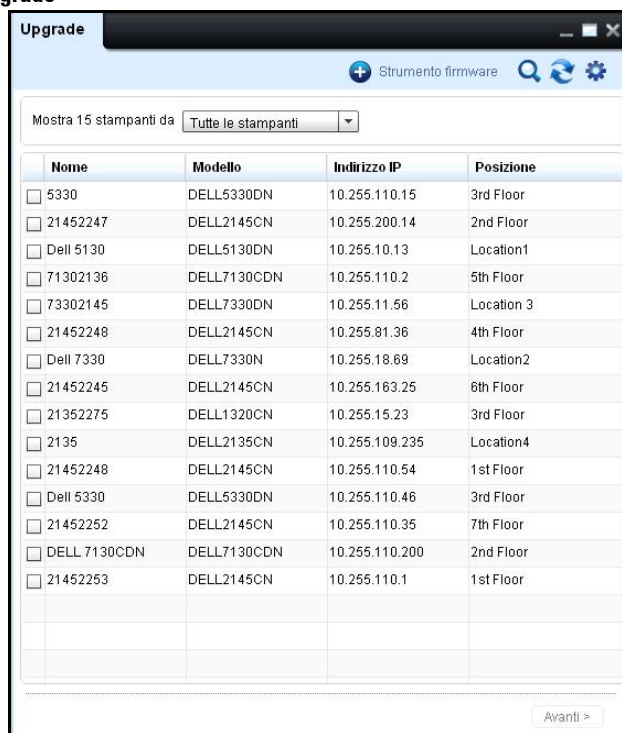 Upgrade
Strumento firmware
Mostra 15 stampanti da Tutte le stampanti
Nome Modello Indirizzo IP Posizione
5330 DELL5330DN 10.255.110.15 3rd Floor
21452247 DELL2145CN 10.255.200.14 2nd Floor
Dell 5130 DELL5130DN 10.255.10.13 Location1
71302136 DELL7130CDN 10.255.110.2 5th Floor
73302145 DELL7330DN 10.255.11.56 Location 3
21452248 DELL2145CN 10.255.81.36 4th Floor
Dell 7330 DELL7330N 10.255.18.69 Location2
21452245 DELL2145CN 10.255.163.25 6th Floor
21352275 DELL1320CN 10.255.15.23 3rd Floor
2135 DELL2135CN 10.255.109.235 Location4
21452248 DELL2145CN 10.255.110.54 1st Floor
Dell 5330 DELL5330DN 10.255.110.46 3rd Floor
21452252 DELL2145CN 10.255.110.35 7th Floor
DELL 7130CDN DELL7130CDN 10.255.110.200 2nd Floor
21452253 DELL2145CN 10.255.110.1 1st Floor
Avanti >